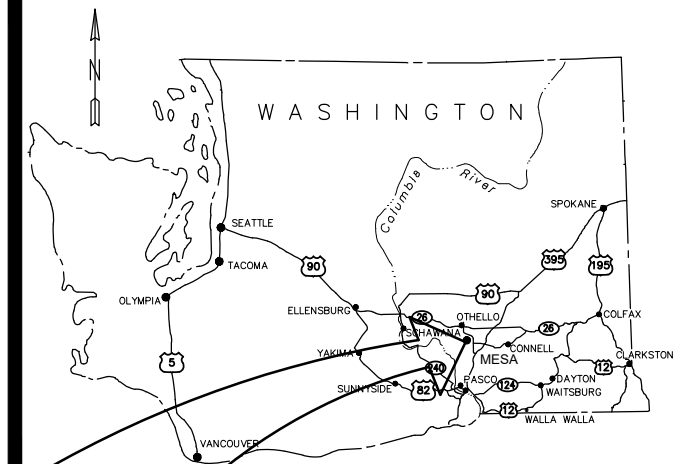 N
WASHINGTON
Columbia River
SPOKANE
SEATTLE
395
195
90
TACOMA
90
OLYMPIA
ELLENSBURG
26
OTHELLO
COLFAX
SCHAWANA
26
CONNELL
YAKIMA
MESA
CLARKSTON
5
240
12
PASCO
DAYTON
124
SUNNYSIDE
82
WAITSBURG
12
WALLA WALLA
VANCOUVER